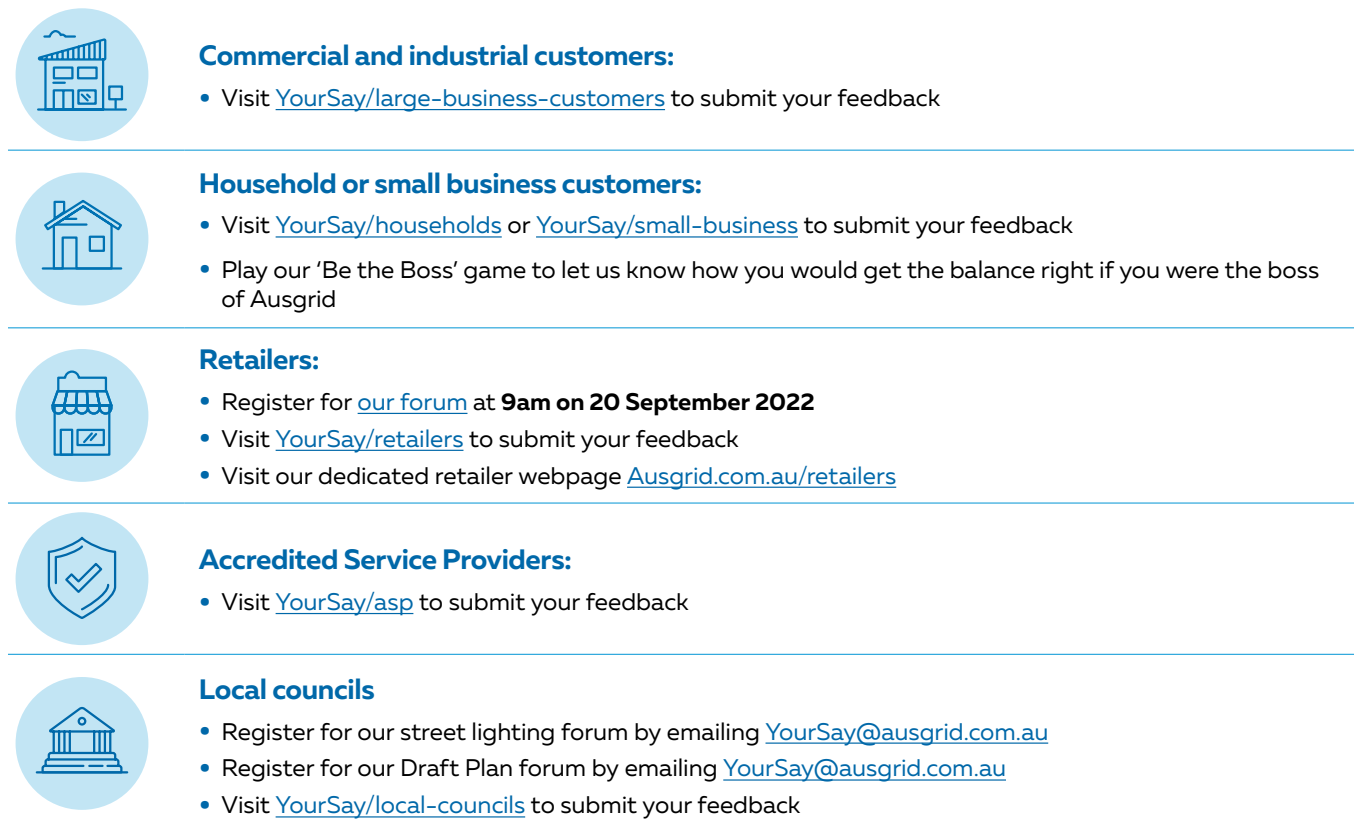 Commercial and industrial customers:
• Visit YourSay/large-business-customers to submit your feedback
Household or small business customers:
• Visit YourSay/households or YourSay/small-business to submit your feedback
• Play our ‘Be the Boss’ game to let us know how you would get the balance right if you were the boss
of Ausgrid
Retailers:
• Register for our forum at 9am on 20 September 2022
• Visit YourSay/retailers to submit your feedback
• Visit our dedicated retailer webpage Ausgrid.com.au/retailers
Accredited Service Providers:
• Visit YourSay/asp to submit your feedback
Local councils
• Register for our street lighting forum by emailing YourSay@ausgrid.com.au
• Register for our Draft Plan forum by emailing YourSay@ausgrid.com.au
• Visit YourSay/local-councils to submit your feedback